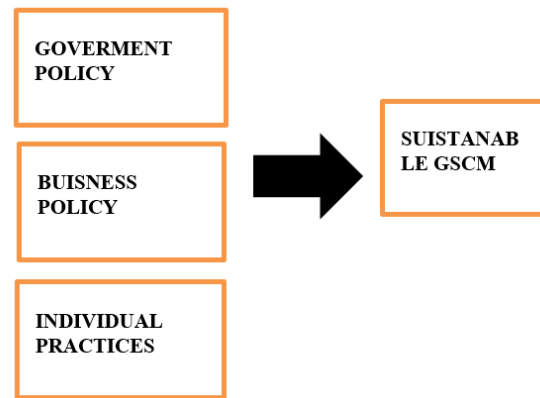 GOVERMENT
POLICY
BUISNESS
POLICY
INDIVIDUAL
PRACTICES
SUISTANAB
LE GSCM